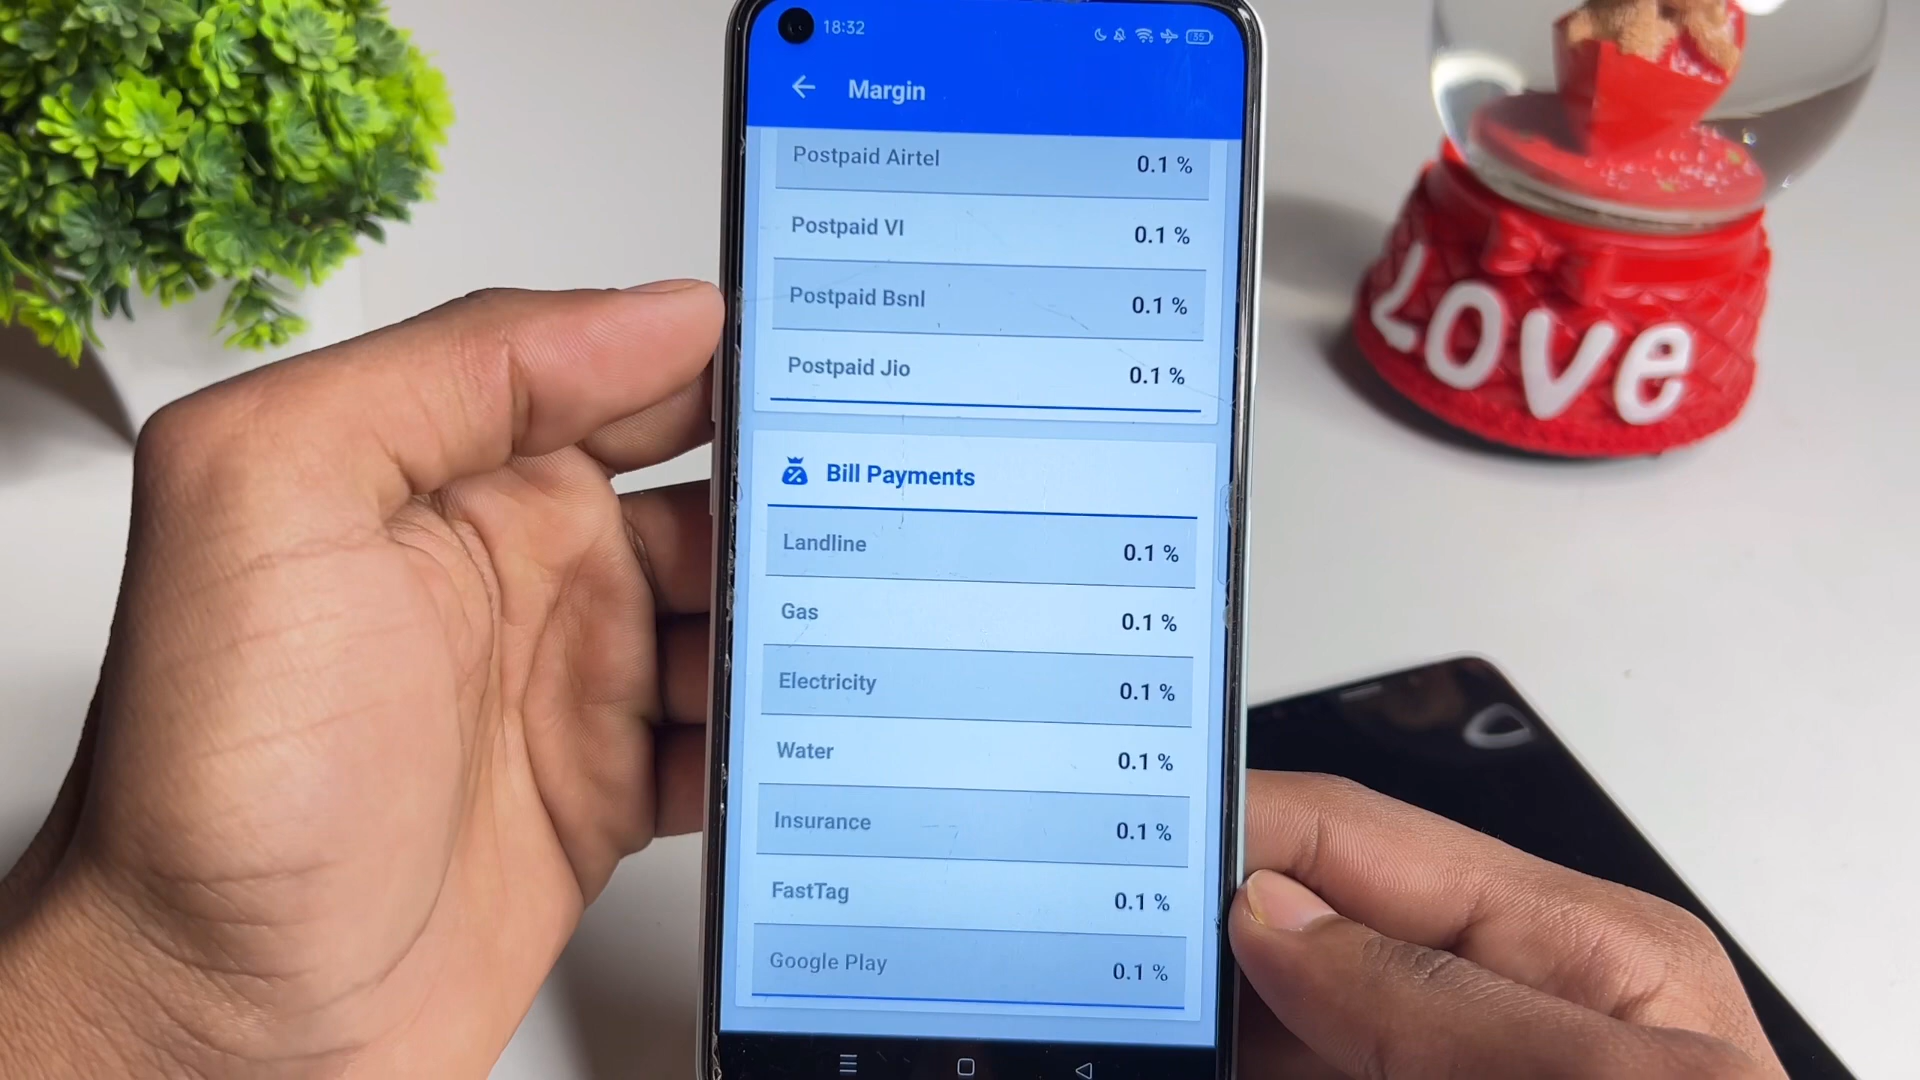 18:32
35
Margin
Postpaid Airtel 0.1 %
Postpaid VI 0.1 %
Postpaid Bsnl 0.1 %
Postpaid Jio 0.1 %
Bill Payments
Landline 0.1 %
Gas 0.1 %
Electricity 0.1 %
Water 0.1 %
Insurance 0.1 %
FastTag 0.1 %
Google Play 0.1 %
LOve